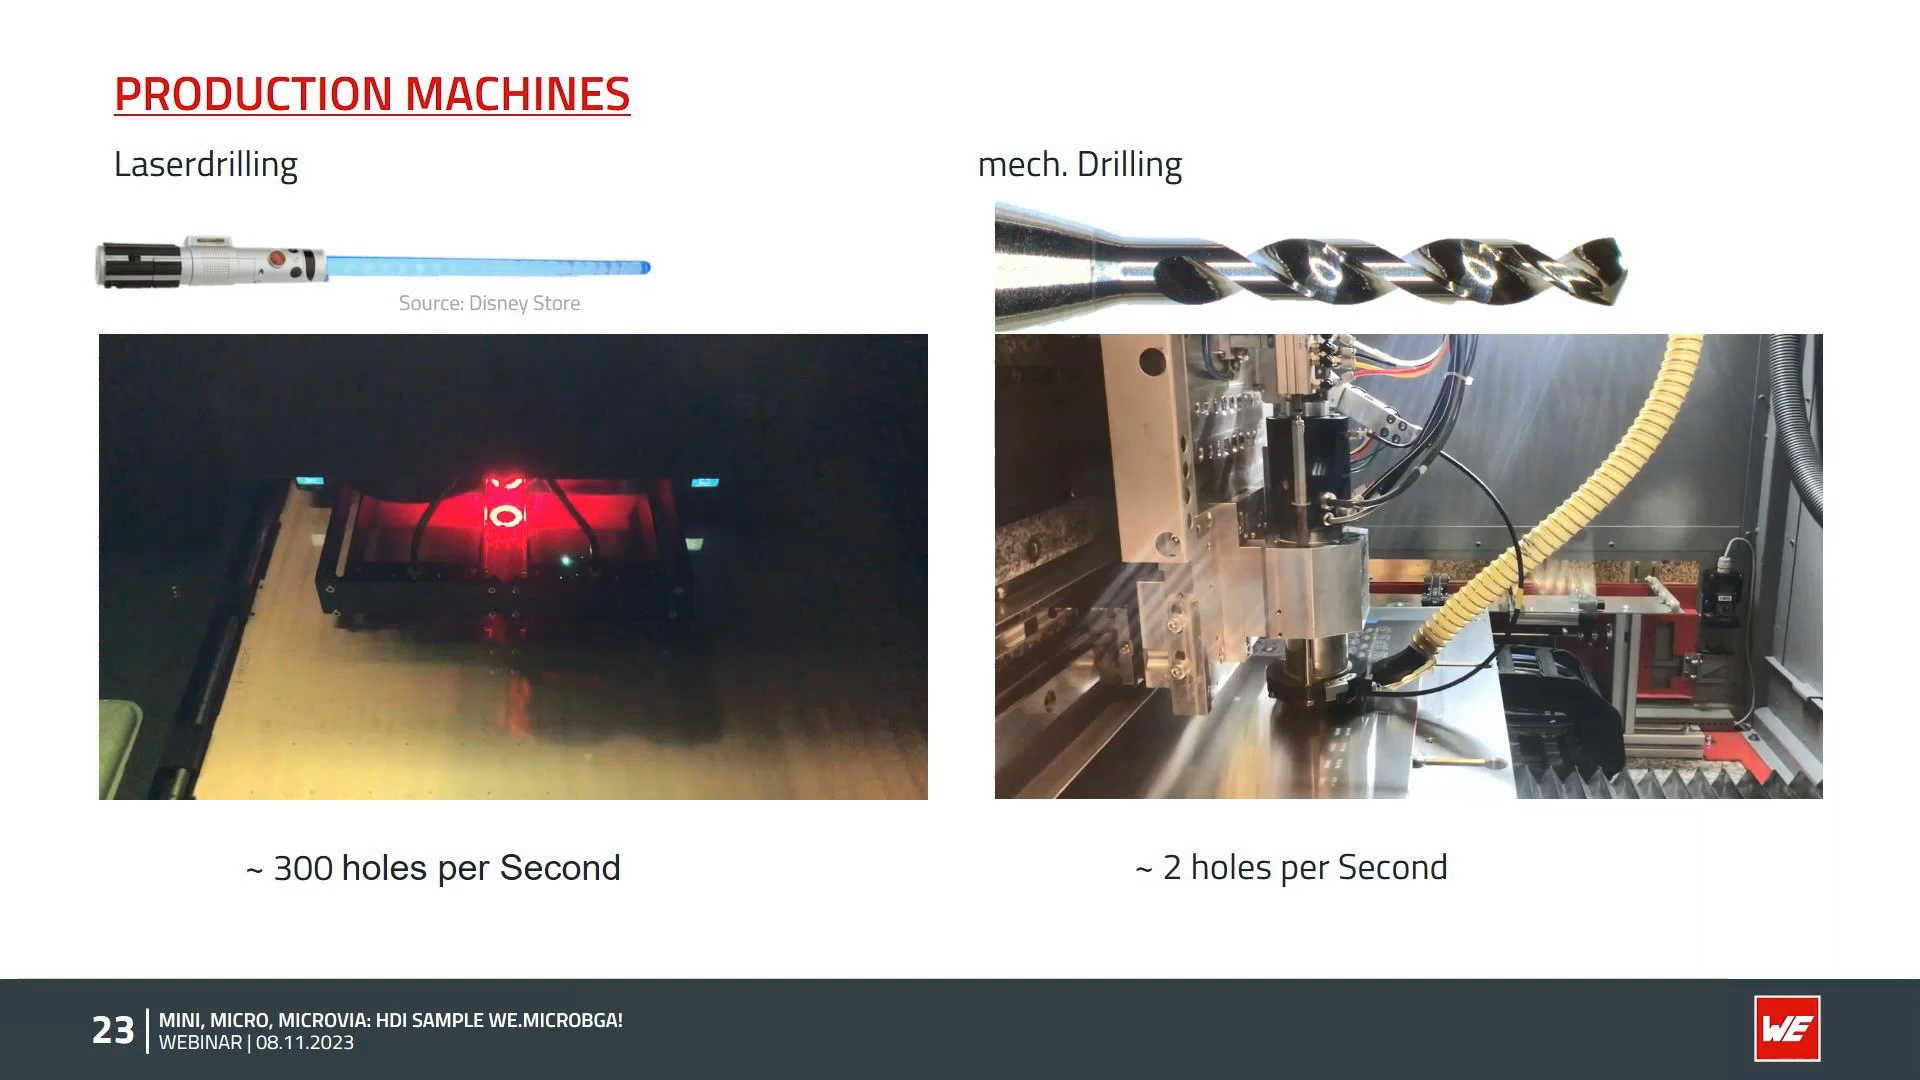 PRODUCTION MACHINES
Laserdrilling
mech. Drilling
Source: Disney Store
~ 300 holes per Second
~ 2 holes per Second
23
MINI, MICRO, MICROVIA: HDI SAMPLE WE.MICROBGA!
WEBINAR | 08.11.2023
WE